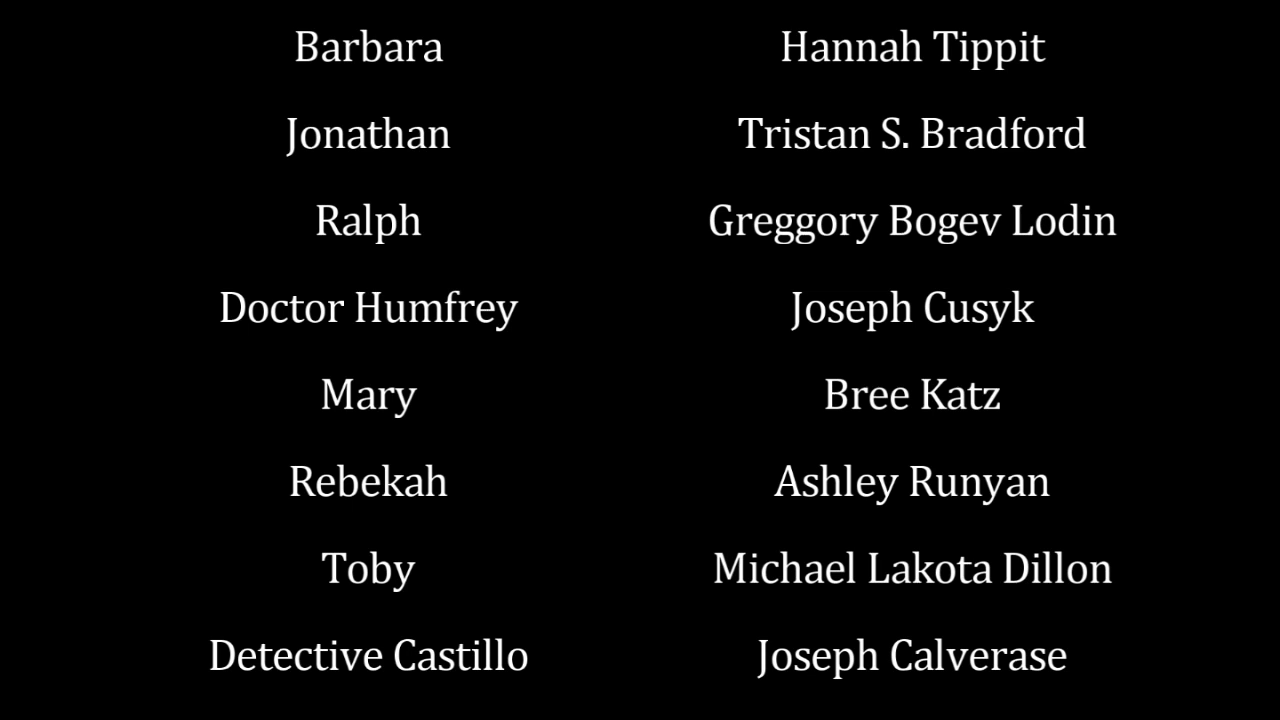 Barbara Hannah Tippit
Jonathan Tristan S. Bradford
Ralph Greggory Bogev Lodin
Doctor Humfrey Joseph Cusyk
Mary Bree Katz
Rebekah Ashley Runyan
Toby Michael Lakota Dillon
Detective Castillo Joseph Calverase